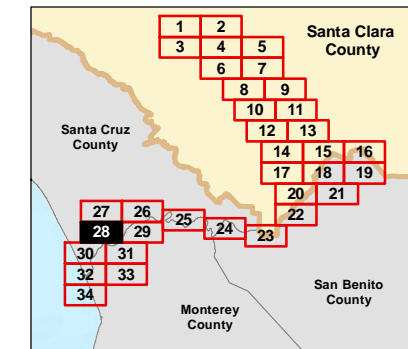 1 2
Santa Clara
County
3 4 5
6 7
8 9
10 11
Santa Cruz
County
12 13
14 15 16
17 18 19
20 21
27 26
25
22
28 29
24
23
30 31
32 33
San Benito
County
34
Monterey
County